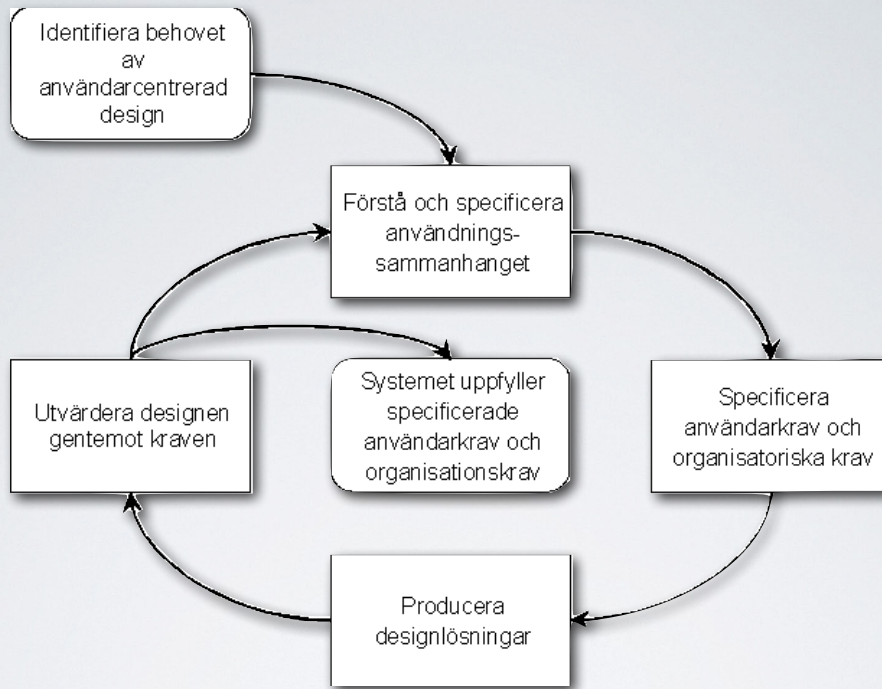 Identifiera behovet
av
användarcentrerad
design
Förstå och specificera
användnings-
sammanhanget
Utvärdera designen
gentemot kraven
Systemet uppfyller
specificerade
användarkrav och
organisationskrav
Specificera
användarkrav och
organisatoriska krav
Producera
designlösningar